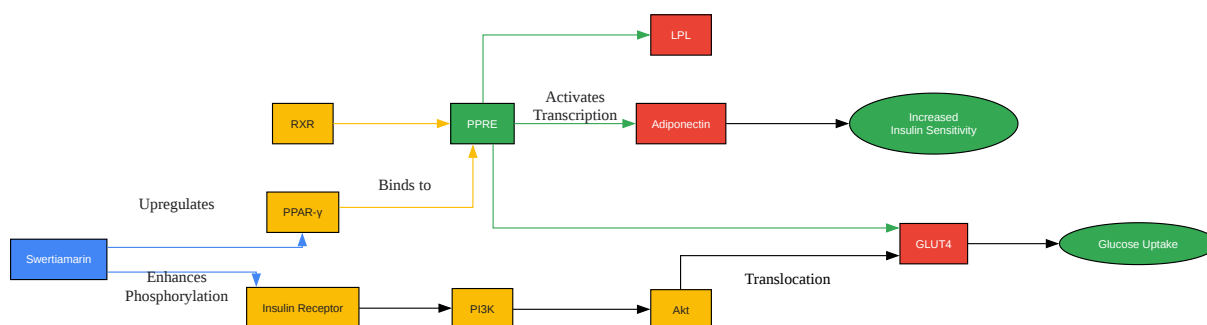 LPL
Activates
Transcription
RXR
PPRE
Adiponectin
Increased
Insulin Sensitivity
Binds to
Upregulates
PPAR-γ
Swertiamarin
GLUT4
Glucose Uptake
Enhances
Phosphorylation
Translocation
Insulin Receptor
PI3K
Akt